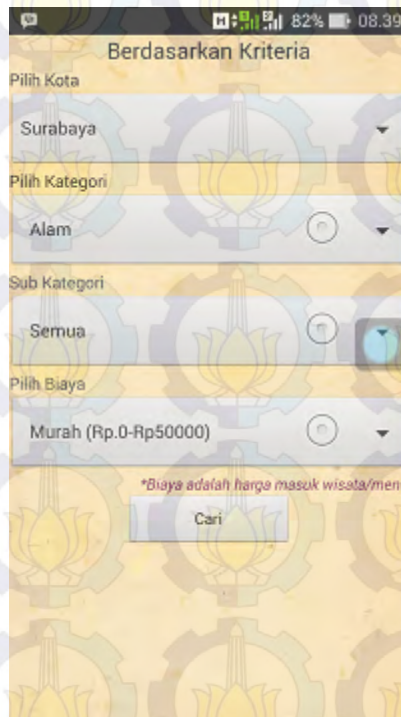 H 82% 08.39
Berdasarkan Kriteria
Pilih Kota
Surabaya
Pilih Kategori
Alam
Sub Kategori
Semua
Pilih Biaya
Murah (Rp.0-Rp50000)
*Biaya adalah harga masuk wisata/men
Cari